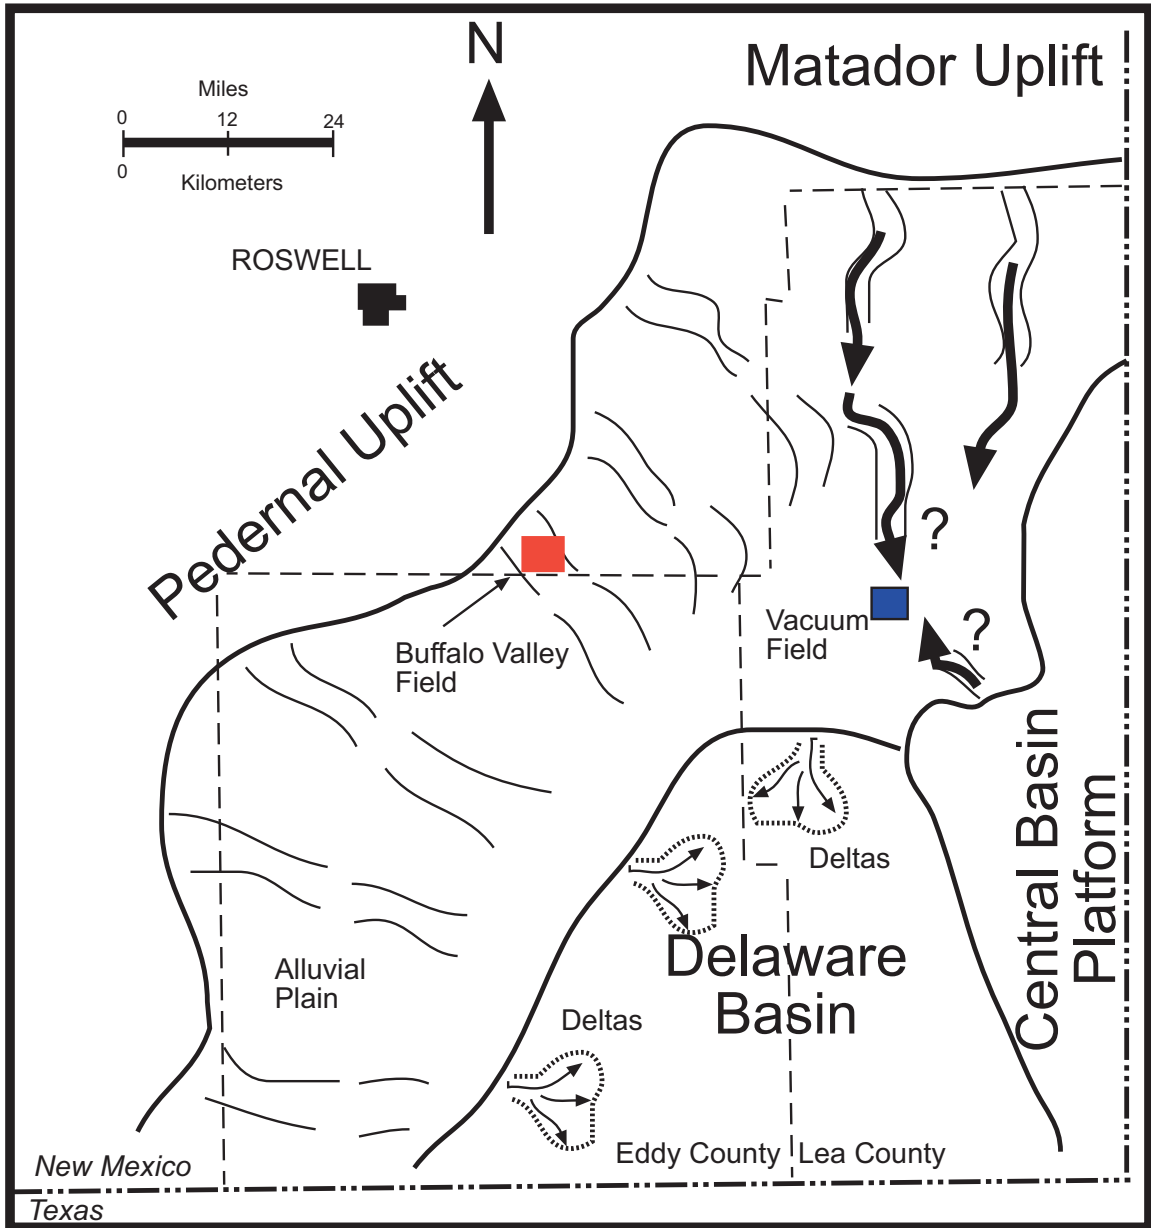 N
Matador Uplift
Miles
0 12 24
0
Kilometers
ROSWELL
Pedernal Uplift
?
Vacuum
Field
?
Buffalo Valley
Field
Central Basin
Platform
Deltas
Delaware
Basin
Alluvial
Plain
Deltas
Eddy County
Lea County
New Mexico
Texas